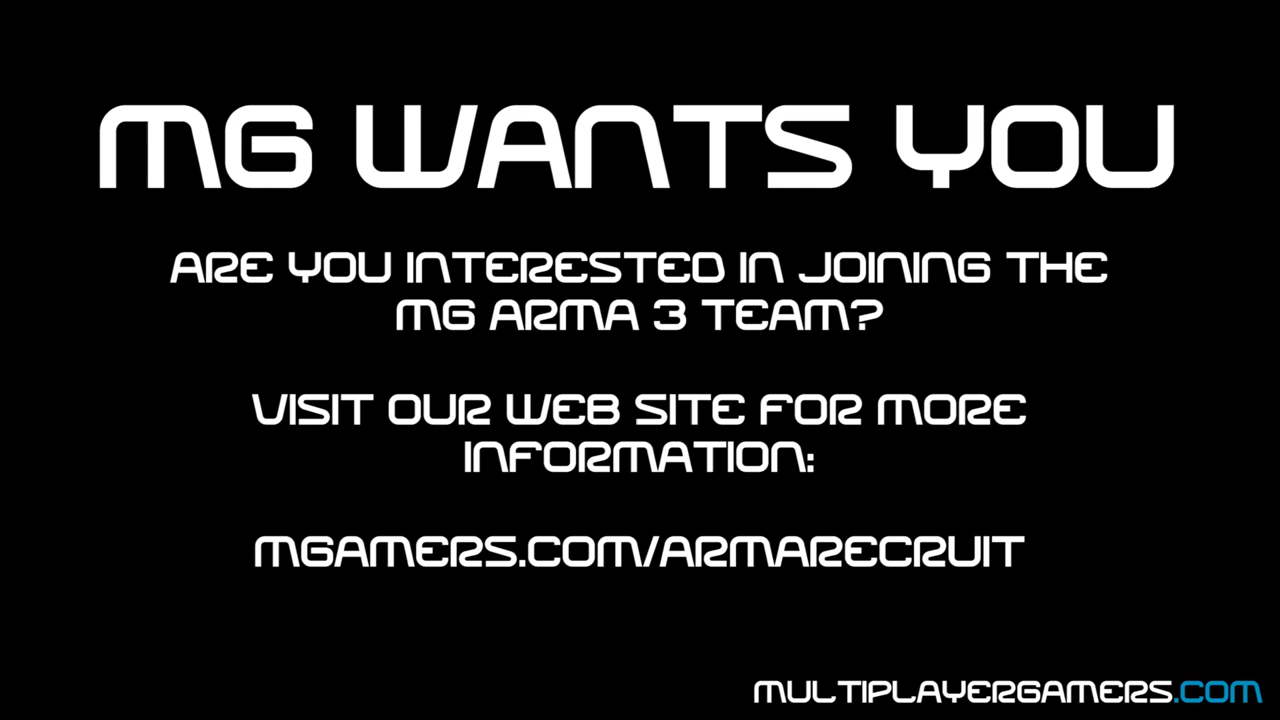 MG WANTS YOU
ARE YOU INTERESTED IN JOINING THE
MG ARMA 3 TEAM?
VISIT OUR WEB SITE FOR MORE
INFORMATION:
MGAMERS.COM/ARMARECRUIT
MULTIPLAYERGAMERS.COM